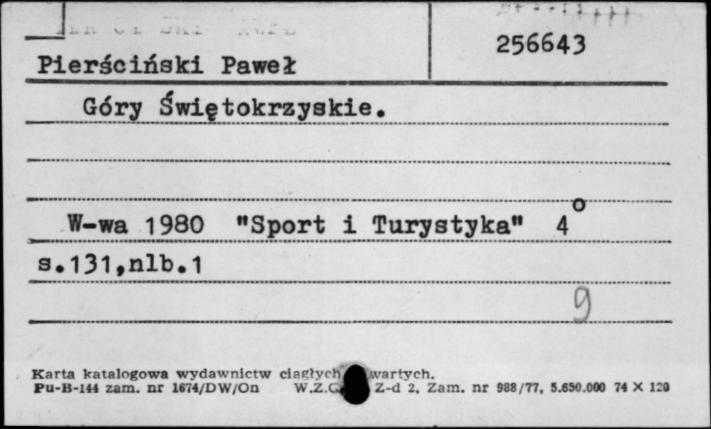 256643
Pierściński Paweł
Góry Świętokrzyskie.
W-wa 1980 "Sport i Turystyka" 4°
s.131,nlb.1
9
Karta katalogowa wydawnictw ciągłych wartych.
Pu-B-144 zam. nr 1674/DW/On W.Z.G. Z-d 2, Zam. nr 988/77, 5.650.000 74 X 120